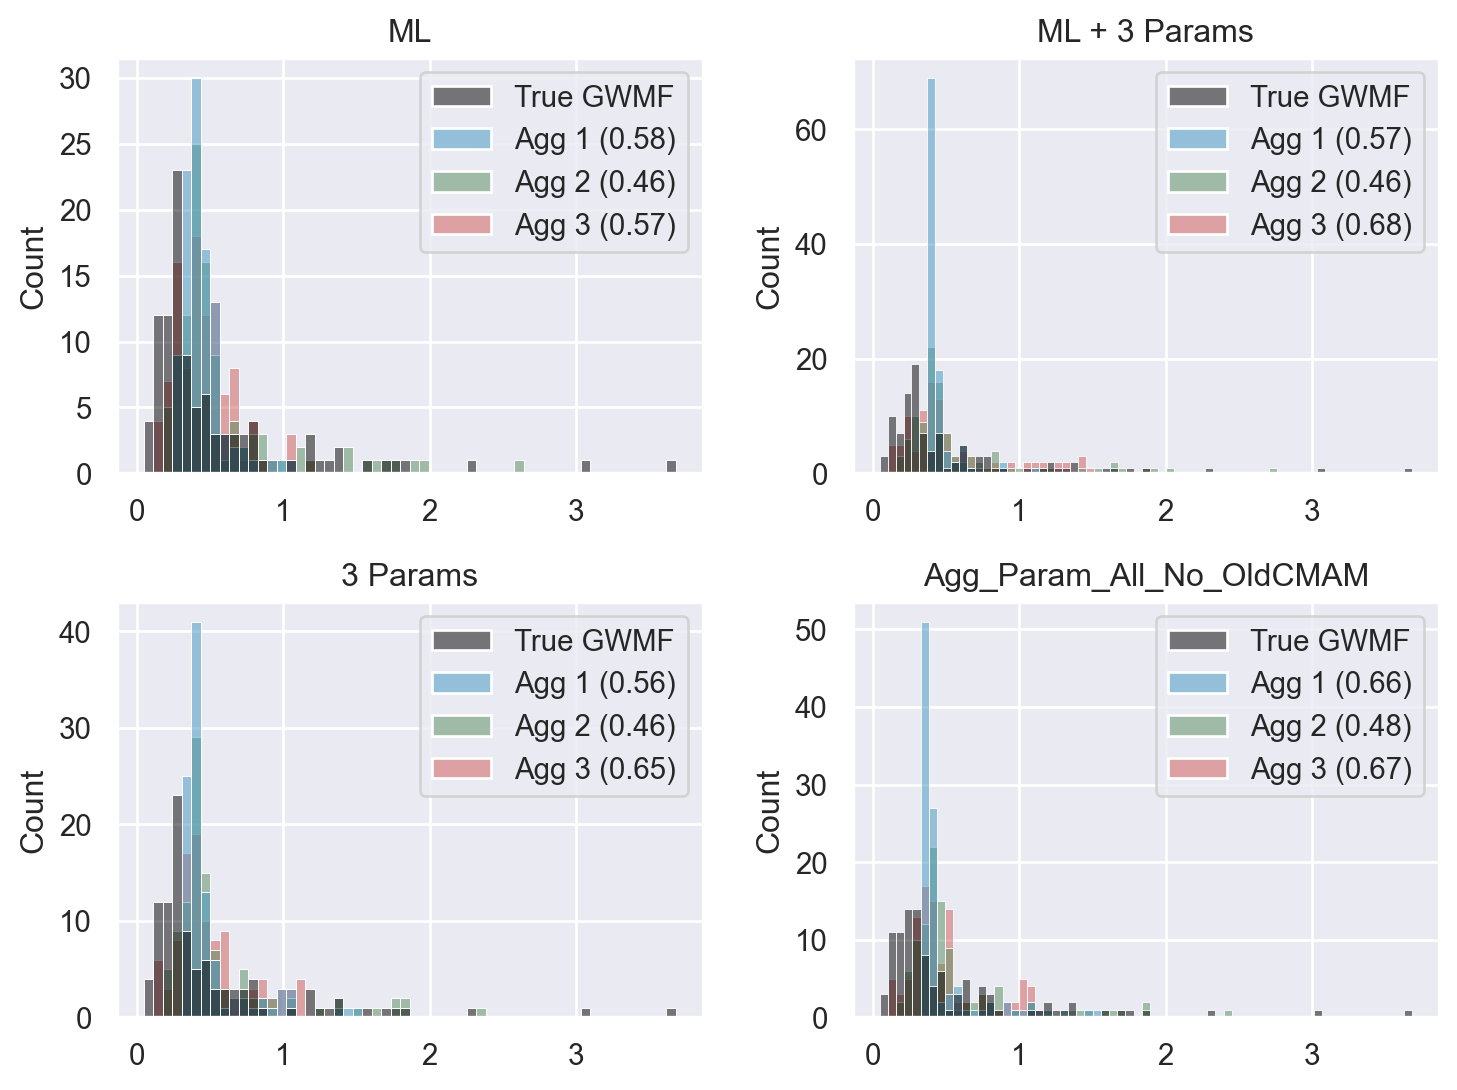 ML
Count
30
25
20
15
10
5
0
0 1 2 3
True GWMF
Agg 1 (0.58)
Agg 2 (0.46)
Agg 3 (0.57)
ML + 3 Params
Count
60
40
20
0
0 1 2 3
True GWMF
Agg 1 (0.57)
Agg 2 (0.46)
Agg 3 (0.68)
3 Params
Count
40
30
20
10
0
0 1 2 3
True GWMF
Agg 1 (0.56)
Agg 2 (0.46)
Agg 3 (0.65)
Agg_Param_All_No_OldCMAM
Count
50
40
30
20
10
0
0 1 2 3
True GWMF
Agg 1 (0.66)
Agg 2 (0.48)
Agg 3 (0.67)